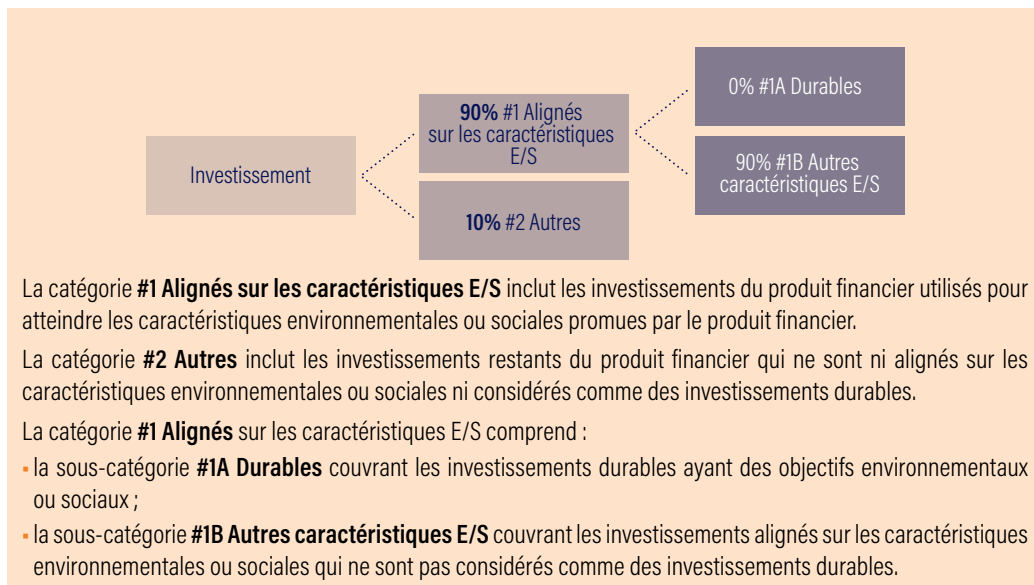 Investissement
90% #1 Alignés
sur les caractéristiques
E/S
10% #2 Autres
0% #1A Durables
90% #1B Autres
caractéristiques E/S
La catégorie #1 Alignés sur les caractéristiques E/S inclut les investissements du produit financier utilisés pour
atteindre les caractéristiques environnementales ou sociales promues par le produit financier.
La catégorie #2 Autres inclut les investissements restants du produit financier qui ne sont ni alignés sur les
caractéristiques environnementales ou sociales ni considérés comme des investissements durables.
La catégorie #1 Alignés sur les caractéristiques E/S comprend :
- la sous-catégorie #1A Durables couvrant les investissements durables ayant des objectifs environnementaux
ou sociaux ;
- la sous-catégorie #1B Autres caractéristiques E/S couvrant les investissements alignés sur les caractéristiques
environnementales ou sociales qui ne sont pas considérés comme des investissements durables.